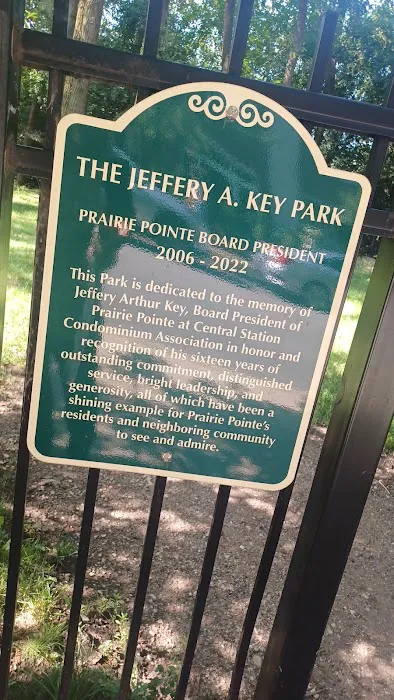 THE JEFFERY A. KEY PARK
PRAIRIE POINTE BOARD PRESIDENT
2006 - 2022
This Park is dedicated to the memory of
Jeffery Arthur Key, Board President of
Prairie Pointe at Central Station
Condominium Association in honor and
recognition of his sixteen years of
outstanding commitment, distinguished
service, bright leadership, and
generosity, all of which have been a
shining example for Prairie Pointe's
residents and neighboring community
to see and admire.